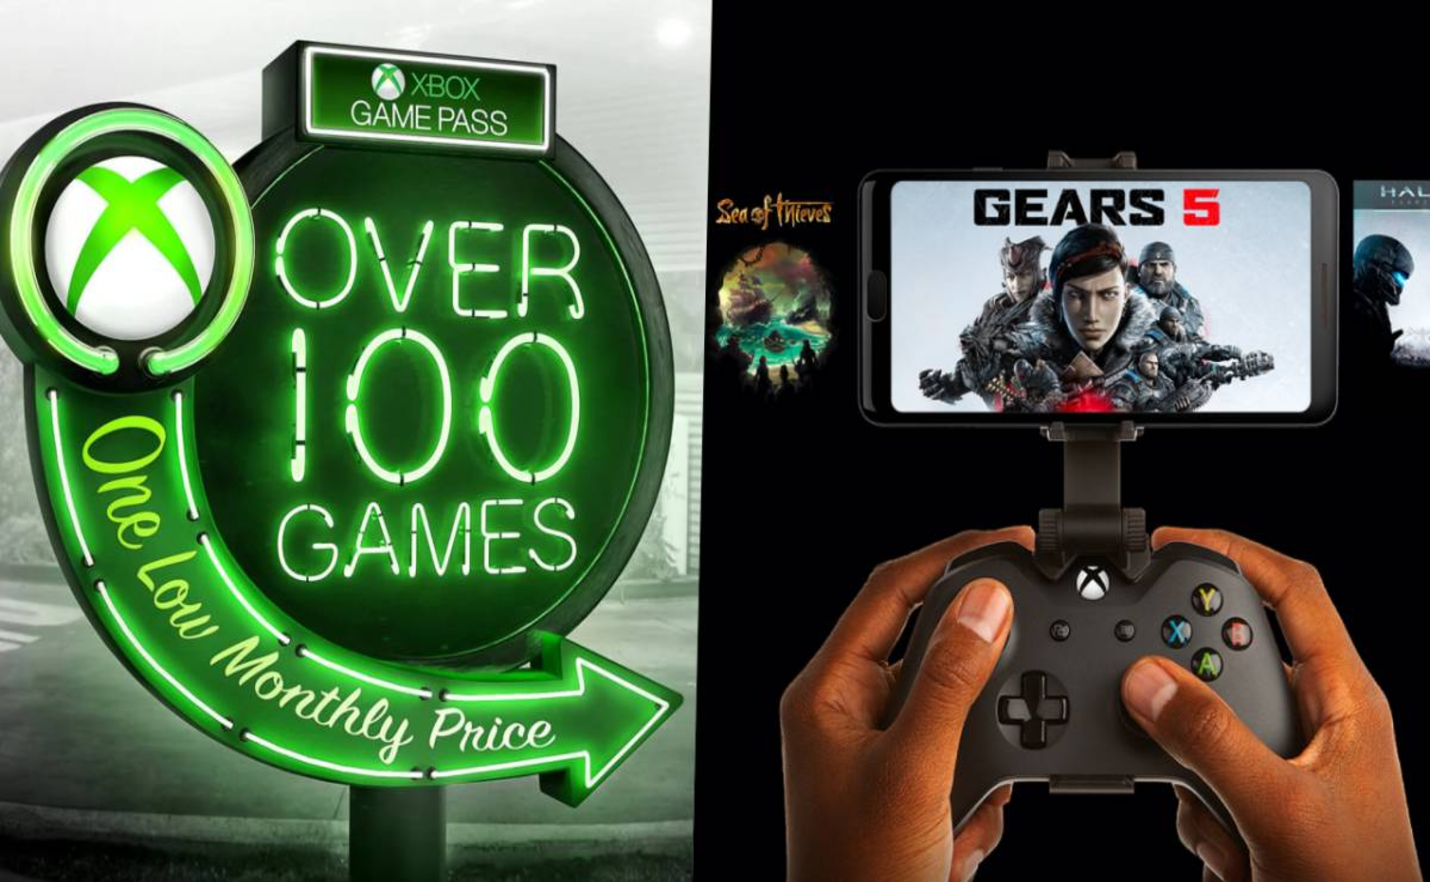 XBOX
GAME PASS
OVER
100
GAMES
One Low Monthly Price
Sea of Thieves
GEARS 5
Y
X
B
A